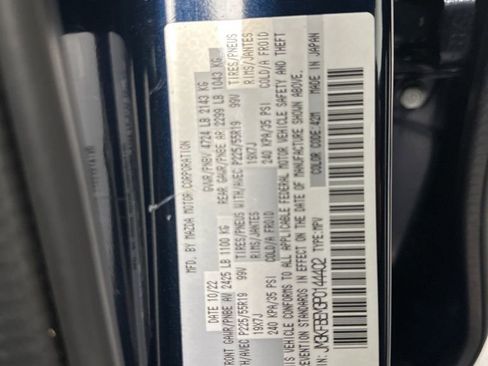 MFD. BY MAZDA MOTOR CORPORATION
DATE 10/22 GVWR/PNBV 4724 LB 2143 KG
FRONT GAWR/PNBE AV 2425 LB 1100 KG REAR GAWR/PNBE AR 2299 LB 1043 KG
WITH/AVEC P225/55R19 99V TIRES/PNEUS WITH/AVEC P225/55R19 99V TIRES/PNEUS
19X7J RIMS/JANTES 19X7J RIMS/JANTES
240 KPA/35 PSI COLD/A FROID 240 KPA/35 PSI COLD/A FROID
THIS VEHICLE CONFORMS TO ALL APPLICABLE FEDERAL MOTOR VEHICLE SAFETY AND THEFT
PREVENTION STANDARDS IN EFFECT ON THE DATE OF MANUFACTURE SHOWN ABOVE.
MADE IN JAPAN
TYPE:MPV COLOR CODE:42M